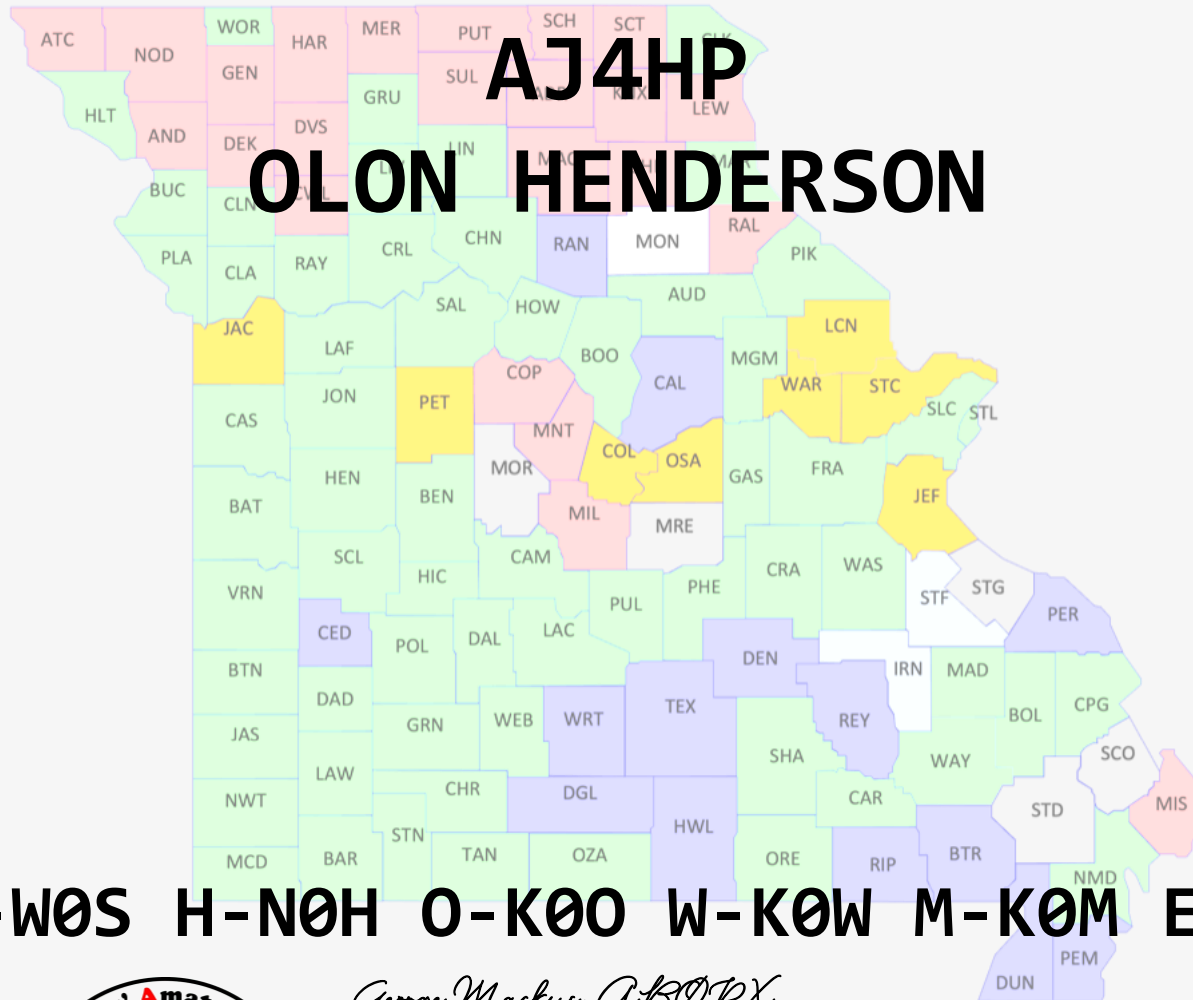 WOR
MER
SCH
SCT
ATC
NOD
HAR
PUT
GEN
SUL
GRU
AJ4HP
HLT
LEW
AND
DEK
DVS
LIN
BUC
CLN
OLON HENDERSON
RAL
PLA
CLA
RAY
CRL
CHN
RAN
MON
PIK
JAC
SAL
HOW
AUD
LCN
LAF
BOO
MGM
JON
COP
CAL
WAR
STC
CAS
PET
MNT
SLC
STL
MOR
COL
OSA
HEN
GAS
FRA
BAT
BEN
MIL
MRE
JEF
SCL
CAM
VRN
HIC
PUL
PHE
CRA
WAS
STF
STG
CED
POL
DAL
LAC
PER
BTN
DAD
DEN
IRN
MAD
JAS
GRN
WEB
WRT
TEX
REY
BOL
CPG
LAW
SHA
WAY
SCO
NWT
CHR
DGL
CAR
STD
MIS
MCD
BAR
STN
TAN
OZA
HWL
ORE
RIP
BTR
NMD
-W0S H-N0H O-K0O W-K0W M-K0M E
PEM
DUN